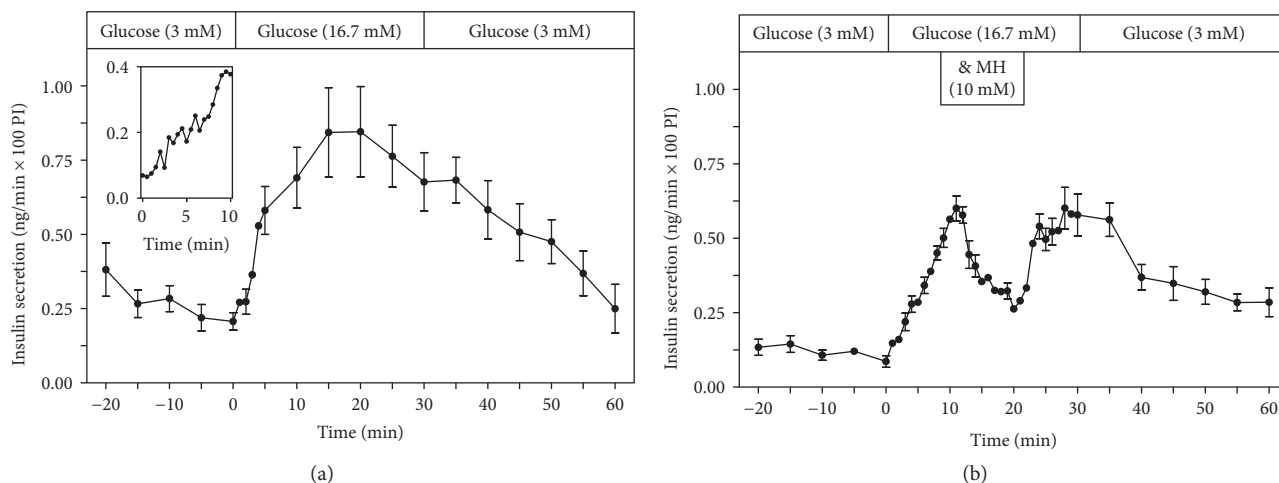 Glucose (3 mM) Glucose (16.7 mM) Glucose (3 mM)
1.00
0.75
0.50
0.25
0.00
Insulin secretion (ng/min × 100 PI)
0.4
0.2
0.0
0 5 10
Time (min)
−20 −10 0 10 20 30 40 50 60
Time (min)
(a)
Glucose (3 mM) Glucose (16.7 mM) Glucose (3 mM)
& MH
(10 mM)
1.00
0.75
0.50
0.25
0.00
Insulin secretion (ng/min × 100 PI)
−20 −10 0 10 20 30 40 50 60
Time (min)
(b)